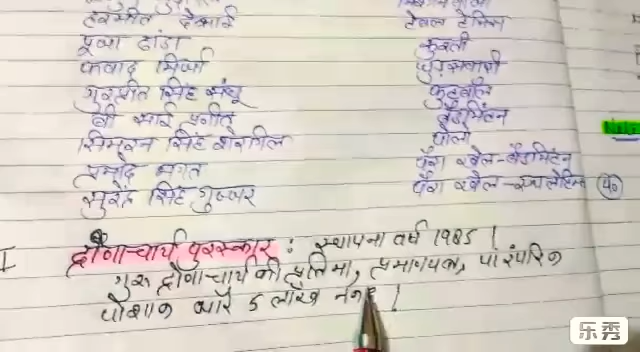 हरमीत देसाई टेबल टेनिस
पूजा ढांडा कुश्ती
फवाद मिर्जा घुड़सवारी
गुरप्रीत सिंह संधू फुटबॉल
बी साई प्रणीत बैडमिंटन
सिमरन सिंह शेरगिल पोलो
प्रमोद भगत पैरा खेल-बैडमिंटन
सुंदर सिंह गुज्जर पैरा खेल-एथलेटिक्स
I द्रोणाचार्य पुरस्कार : स्थापना वर्ष 1985 |
गुरु द्रोणाचार्य की प्रतिमा, प्रमाणपत्र, पारंपरिक
पोशाक और 5 लाख नगद |
乐秀